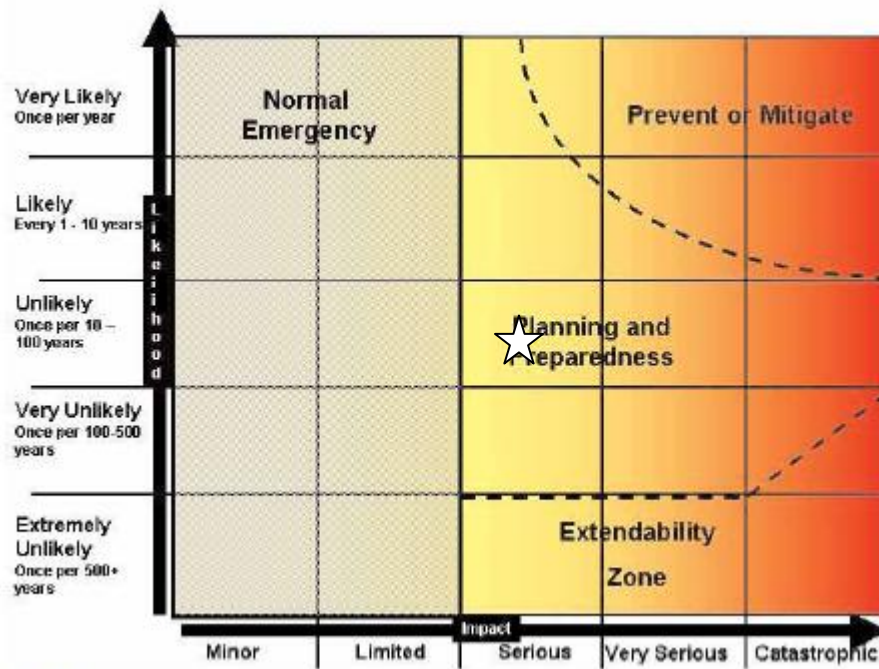 Very Likely
Once per year
Normal
Emergency
Prevent or Mitigate
Likely
Every 1 - 10 years
Likelihood
Unlikely
Once per 10 –
100 years
Planning and
Preparedness
Very Unlikely
Once per 100-500
years
Extremely
Unlikely
Once per 500+
years
Extendability
Zone
Impact
Minor
Limited
Serious
Very Serious
Catastrophic